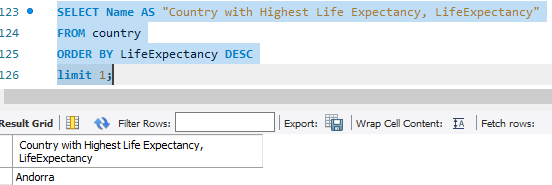 123 SELECT Name AS "Country with Highest Life Expectancy, LifeExpectancy"
124 FROM country
125 ORDER BY LifeExpectancy DESC
126 limit 1;
Result Grid Filter Rows: Export: Wrap Cell Content: IA Fetch rows:
Country with Highest Life Expectancy,
LifeExpectancy
Andorra